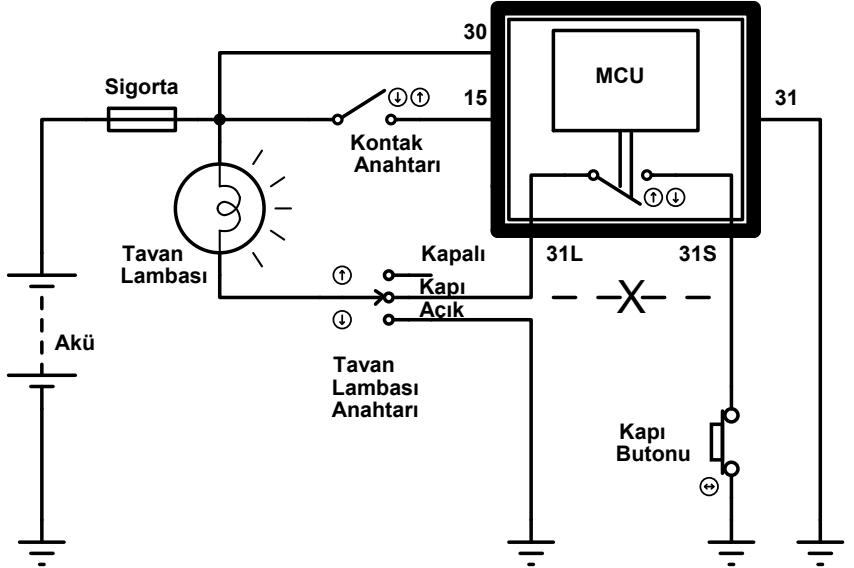 30
MCU
Sigorta
15
31
Kontak
Anahtarı
Tavan
Lambası
Kapalı
31L
31S
Kapı
Açık
X
Akü
Tavan
Lambası
Anahtarı
Kapı
Butonu